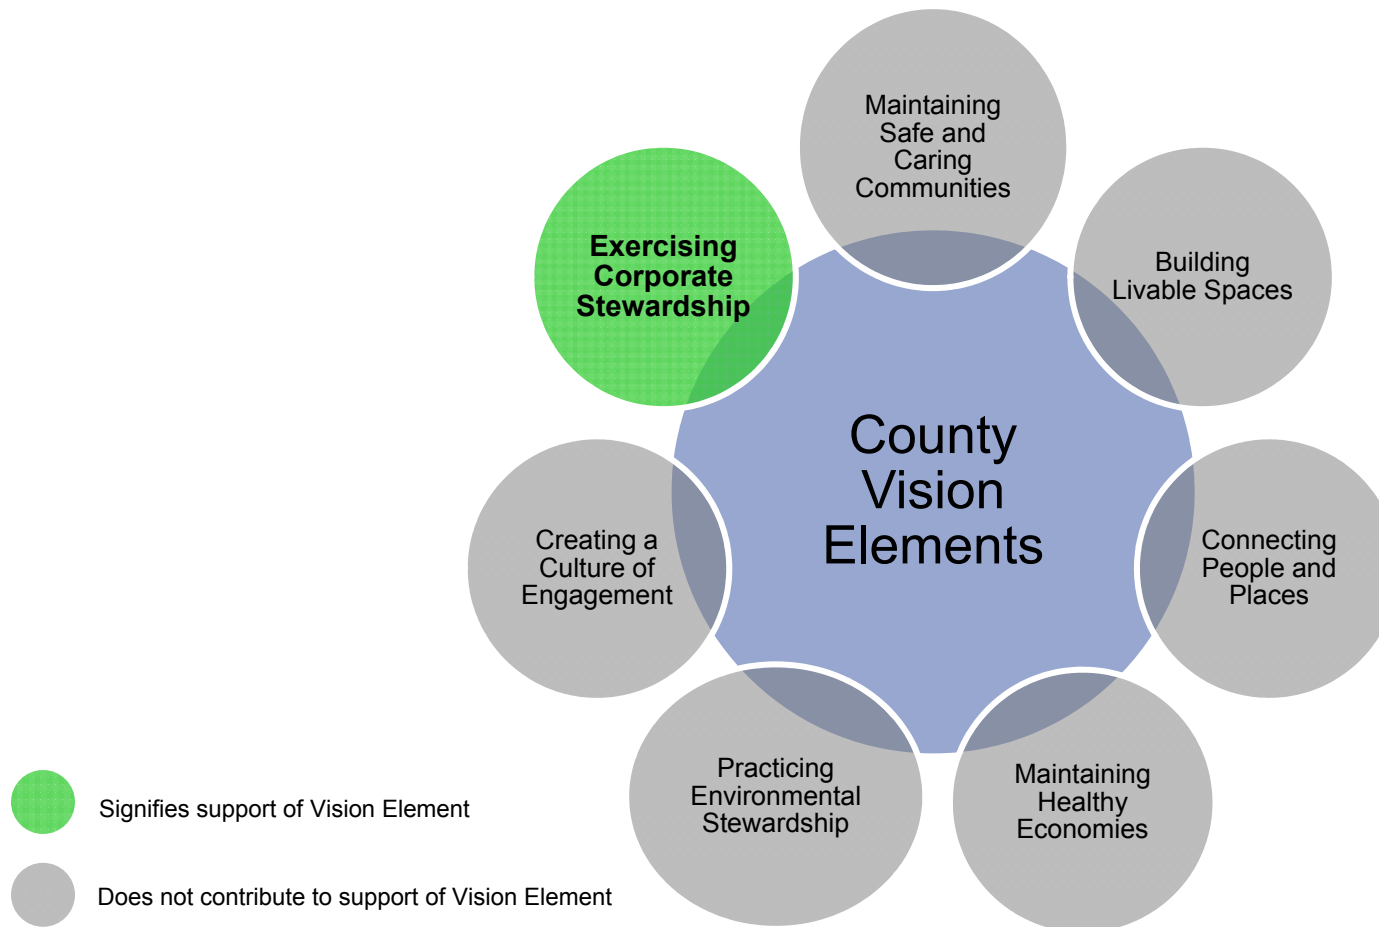 Maintaining
Safe and
Caring
Communities
Exercising
Corporate
Stewardship
Building
Livable Spaces
County
Vision
Elements
Creating a
Culture of
Engagement
Connecting
People and
Places
Practicing
Environmental
Stewardship
Maintaining
Healthy
Economies
Signifies support of Vision Element
Does not contribute to support of Vision Element